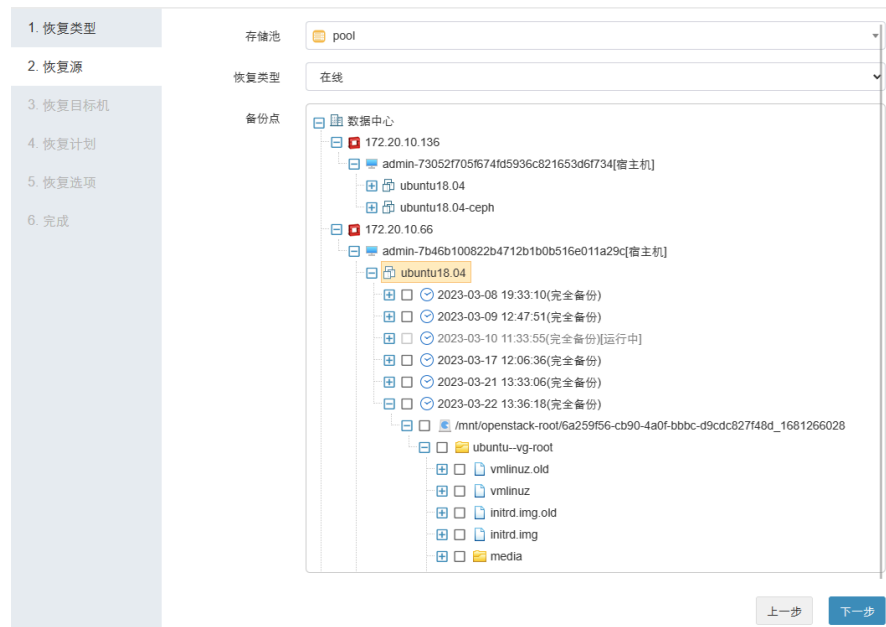 1. 恢复类型
2. 恢复源
3. 恢复目标机
4. 恢复计划
5. 恢复选项
6. 完成
存储池
pool
恢复类型
在线
备份点
数据中心
172.20.10.136
admin-73052f705f674fd5936c821653d6f734[宿主机]
ubuntu18.04
ubuntu18.04-ceph
172.20.10.66
admin-7b46b100822b4712b1b0b516e011a29c[宿主机]
ubuntu18.04
2023-03-08 19:33:10(完全备份)
2023-03-09 12:47:51(完全备份)
2023-03-10 11:33:55(完全备份)[运行中]
2023-03-17 12:06:36(完全备份)
2023-03-21 13:33:06(完全备份)
2023-03-22 13:36:18(完全备份)
/mnt/openstack-root/6a259f56-cb90-4a0f-bbbc-d9cdc827f48d_1681266028
ubuntu--vg-root
vmlinuz.old
vmlinuz
initrd.img.old
initrd.img
media
上一步
下一步